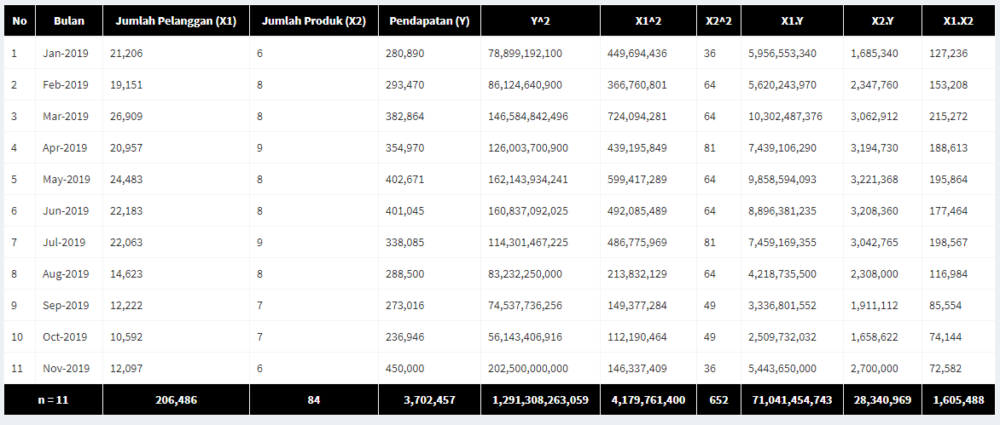 No Bulan Jumlah Pelanggan (X1) Jumlah Produk (X2) Pendapatan (Y) Y^2 X1^2 X2^2 X1.Y X2.Y X1.X2
1 Jan-2019 21,206 6 280,890 78,899,192,100 449,694,436 36 5,956,553,340 1,685,340 127,236
2 Feb-2019 19,151 8 293,470 86,124,640,900 366,760,801 64 5,620,243,970 2,347,760 153,208
3 Mar-2019 26,909 8 382,864 146,584,842,496 724,094,281 64 10,302,487,376 3,062,912 215,272
4 Apr-2019 20,957 9 354,970 126,003,700,900 439,195,849 81 7,439,106,290 3,194,730 188,613
5 May-2019 24,483 8 402,671 162,143,934,241 599,417,289 64 9,858,594,093 3,221,368 195,864
6 Jun-2019 22,183 8 401,045 160,837,092,025 492,085,489 64 8,896,381,235 3,208,360 177,464
7 Jul-2019 22,063 9 338,085 114,301,467,225 486,775,969 81 7,459,169,355 3,042,765 198,567
8 Aug-2019 14,623 8 288,500 83,232,250,000 213,832,129 64 4,218,735,500 2,308,000 116,984
9 Sep-2019 12,222 7 273,016 74,537,736,256 149,377,284 49 3,336,801,552 1,911,112 85,554
10 Oct-2019 10,592 7 236,946 56,143,406,916 112,190,464 49 2,509,732,032 1,658,622 74,144
11 Nov-2019 12,097 6 450,000 202,500,000,000 146,337,409 36 5,443,650,000 2,700,000 72,582
n = 11 206,486 84 3,702,457 1,291,308,263,059 4,179,761,400 652 71,041,454,743 28,340,969 1,605,488